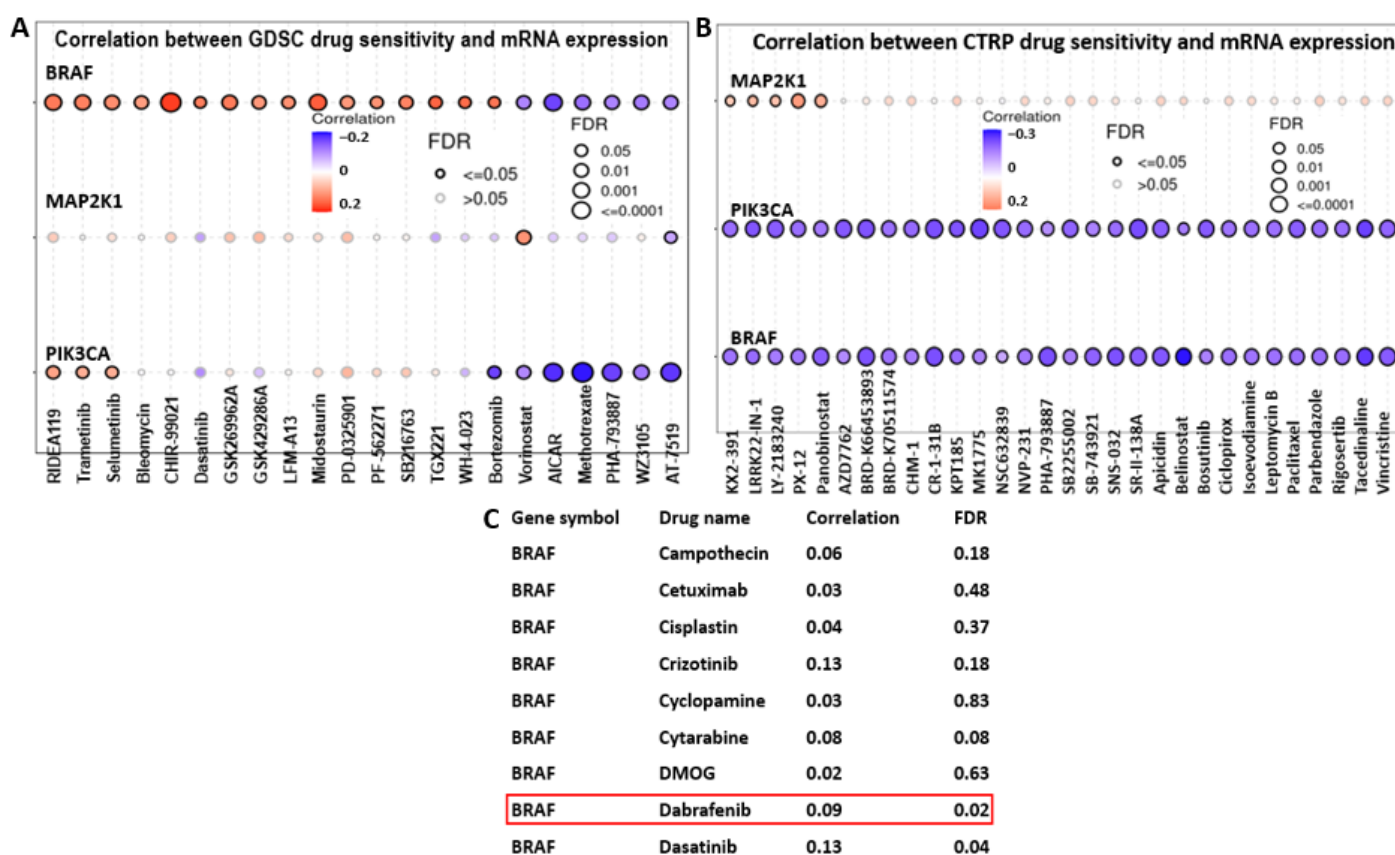 A
Correlation between GDSC drug sensitivity and mRNA expression
BRAF
Correlation
−0.2
0
0.2
FDR
<=0.05
>0.05
FDR
0.05
0.01
0.001
<=0.0001
MAP2K1
PIK3CA
RIDEA119
Trametinib
Selumetinib
Bleomycin
CHIR-99021
Dasatinib
GSK269962A
GSK429286A
LFM-A13
Midostaurin
PD-0325901
PF-562271
SB216763
TGX221
WH-4-023
Bortezomib
Vorinostat
AICAR
Methotrexate
PHA-793887
WZ3105
AT-7519
B
Correlation between CTRP drug sensitivity and mRNA expression
MAP2K1
Correlation
−0.3
0
0.2
FDR
<=0.05
>0.05
FDR
0.05
0.01
0.001
<=0.0001
PIK3CA
BRAF
KX2-391
LRRK22-IN-1
LY-2183240
PX-12
Panobinostat
AZD7762
BRD-K66453893
BRD-K70511574
CHM-1
CR-1-31B
KPT185
MK1775
NSC632839
NVP-231
PHA-793887
SB2255002
SB-743921
SNS-032
SR-II-138A
Apicidin
Belinostat
Bosutinib
Ciclopirox
Isoevodiamine
Leptomycin B
Paclitaxel
Parbendazole
Rigosertib
Tacedinaline
Vincristine
C Gene symbol Drug name Correlation FDR
BRAF Campothecin 0.06 0.18
BRAF Cetuximab 0.03 0.48
BRAF Cisplastin 0.04 0.37
BRAF Crizotinib 0.13 0.18
BRAF Cyclopamine 0.03 0.83
BRAF Cytarabine 0.08 0.08
BRAF DMOG 0.02 0.63
BRAF Dabrafenib 0.09 0.02
BRAF Dasatinib 0.13 0.04